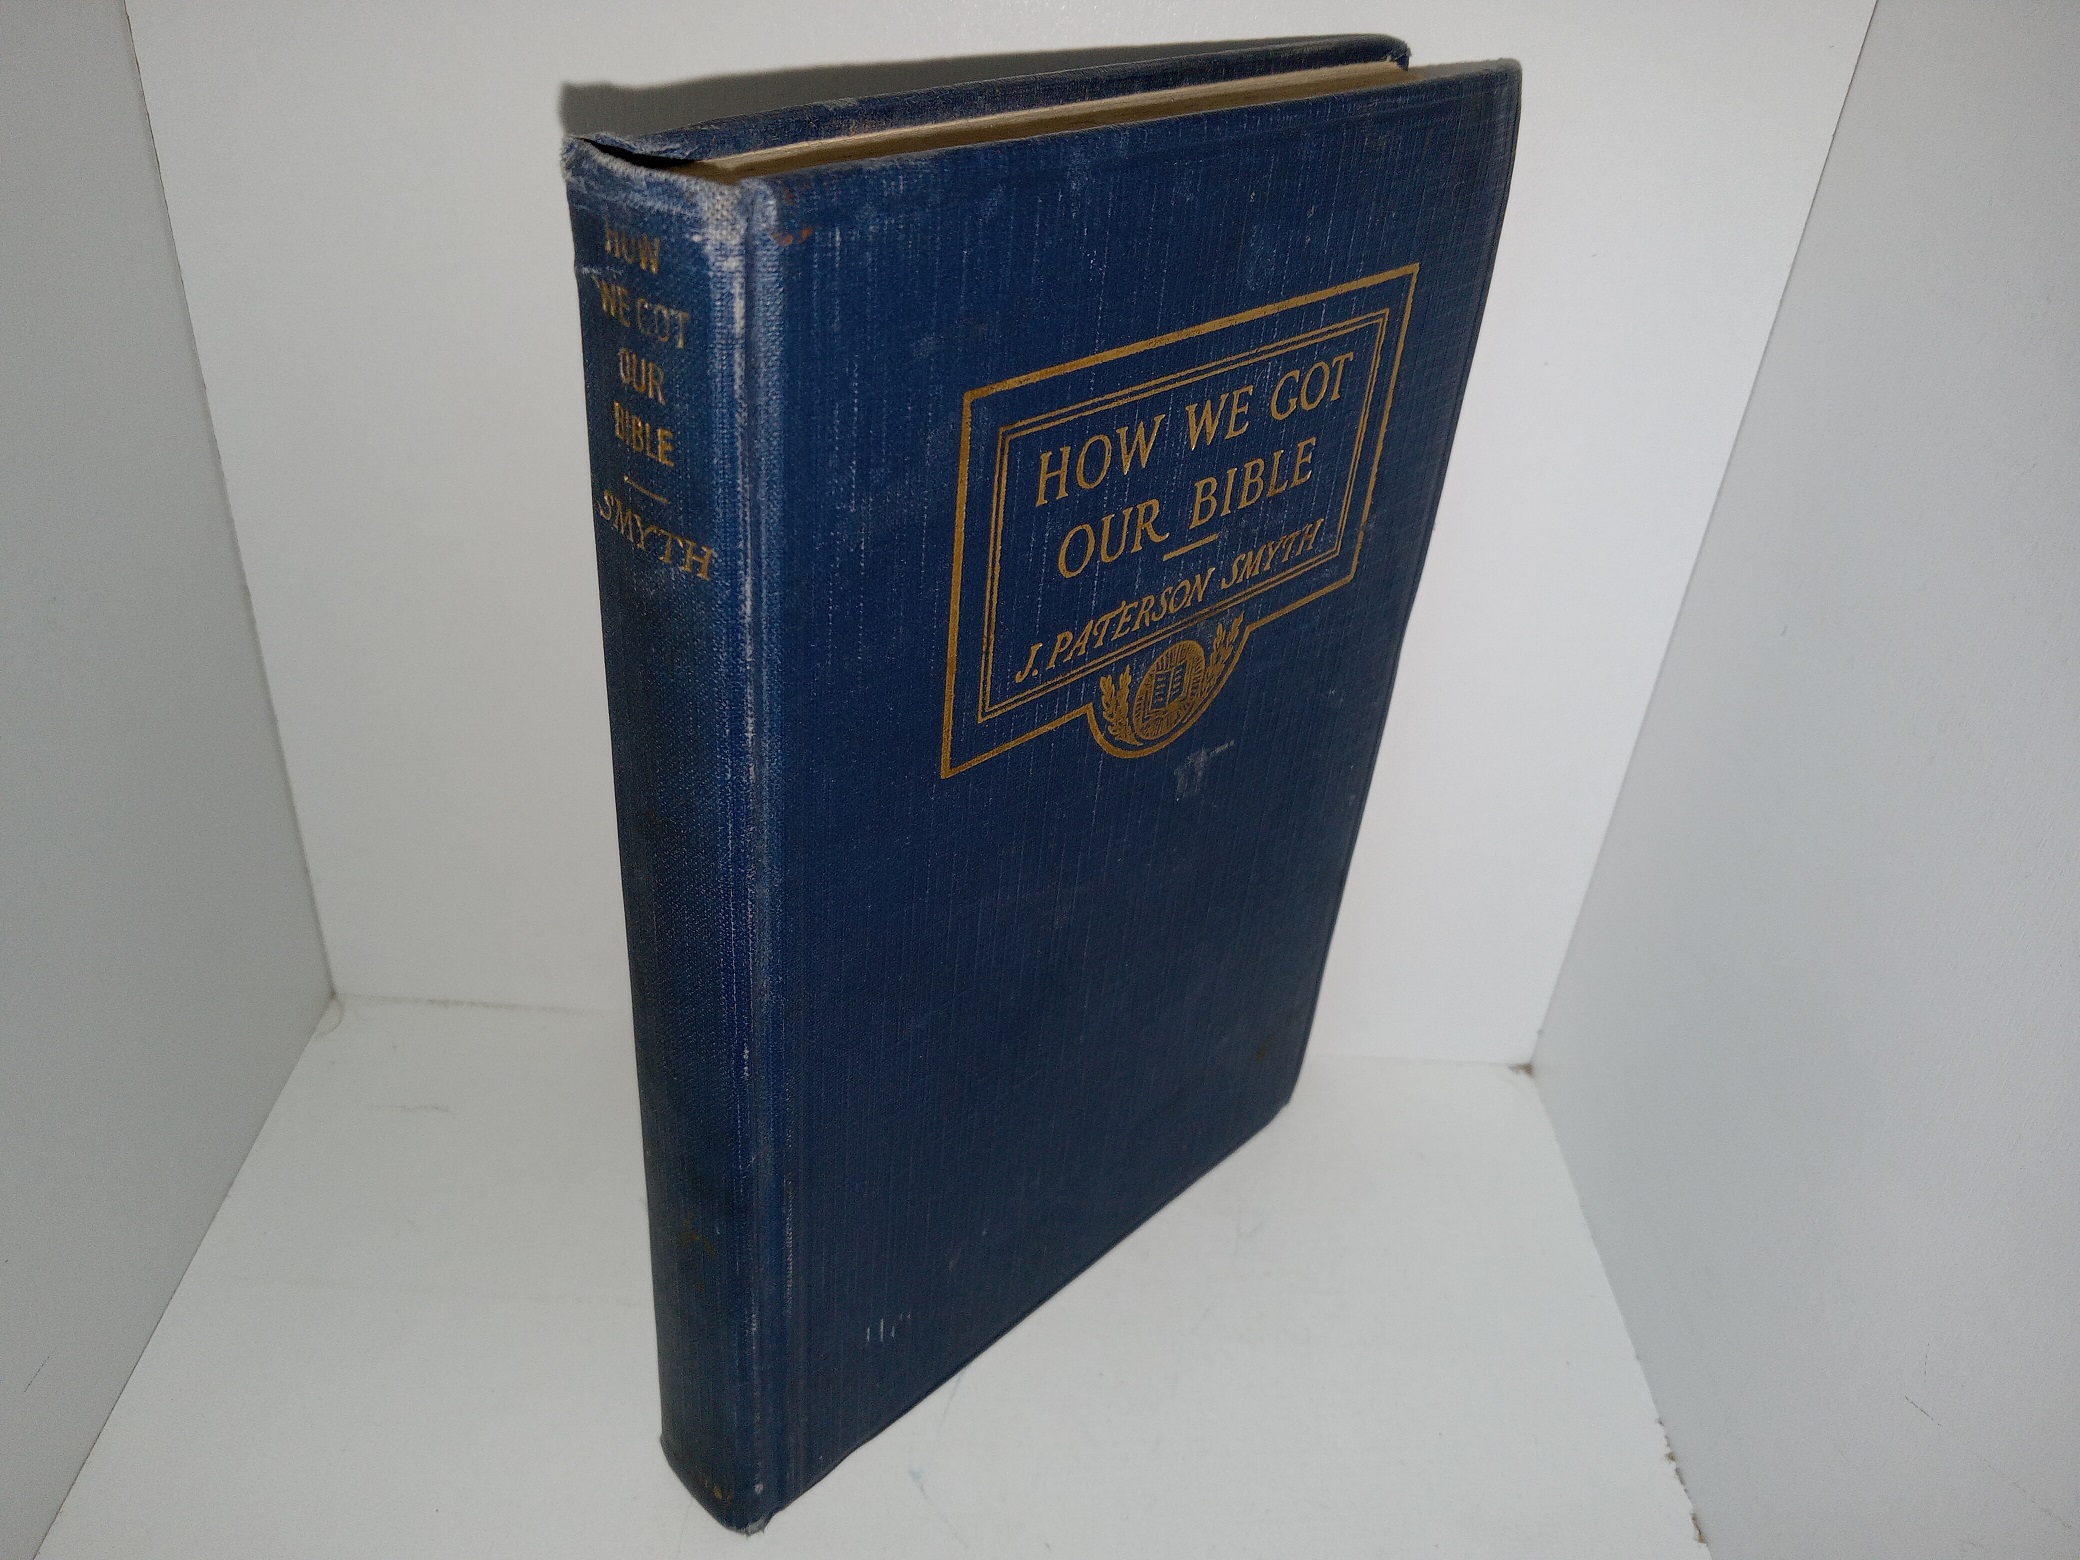 HOW
WE GOT
OUR
BIBLE
SMYTH
HOW WE GOT
OUR BIBLE
J. PATERSON SMYTH